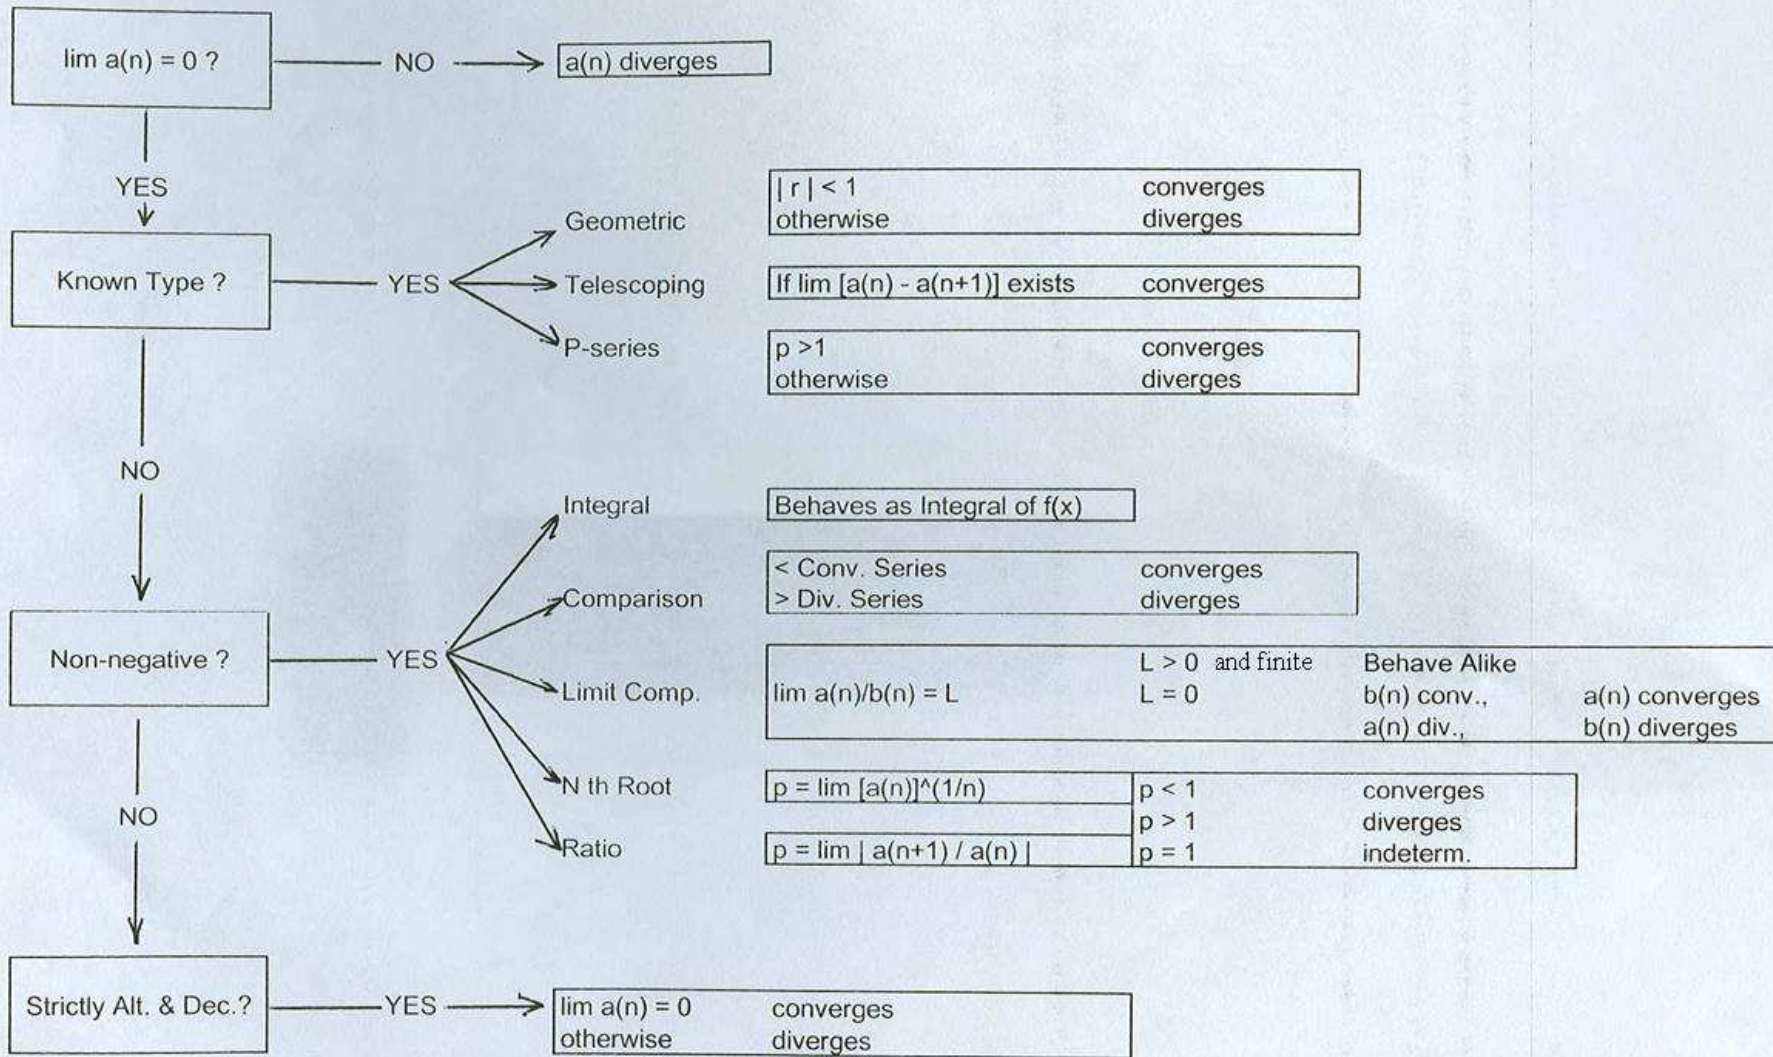 lim a(n) = 0 ?
NO
a(n) diverges
YES
Known Type ?
YES
Geometric
| r | < 1 converges
otherwise diverges
Telescoping
If lim [a(n) - a(n+1)] exists converges
P-series
p >1 converges
otherwise diverges
NO
Non-negative ?
YES
Integral
Behaves as Integral of f(x)
Comparison
< Conv. Series converges
> Div. Series diverges
Limit Comp.
lim a(n)/b(n) = L
L > 0 and finite Behave Alike
L = 0 b(n) conv., a(n) converges
a(n) div., b(n) diverges
N th Root
p = lim [a(n)]^(1/n)
Ratio
p = lim | a(n+1) / a(n) |
p < 1 converges
p > 1 diverges
p = 1 indeterm.
NO
Strictly Alt. & Dec.?
YES
lim a(n) = 0 converges
otherwise diverges